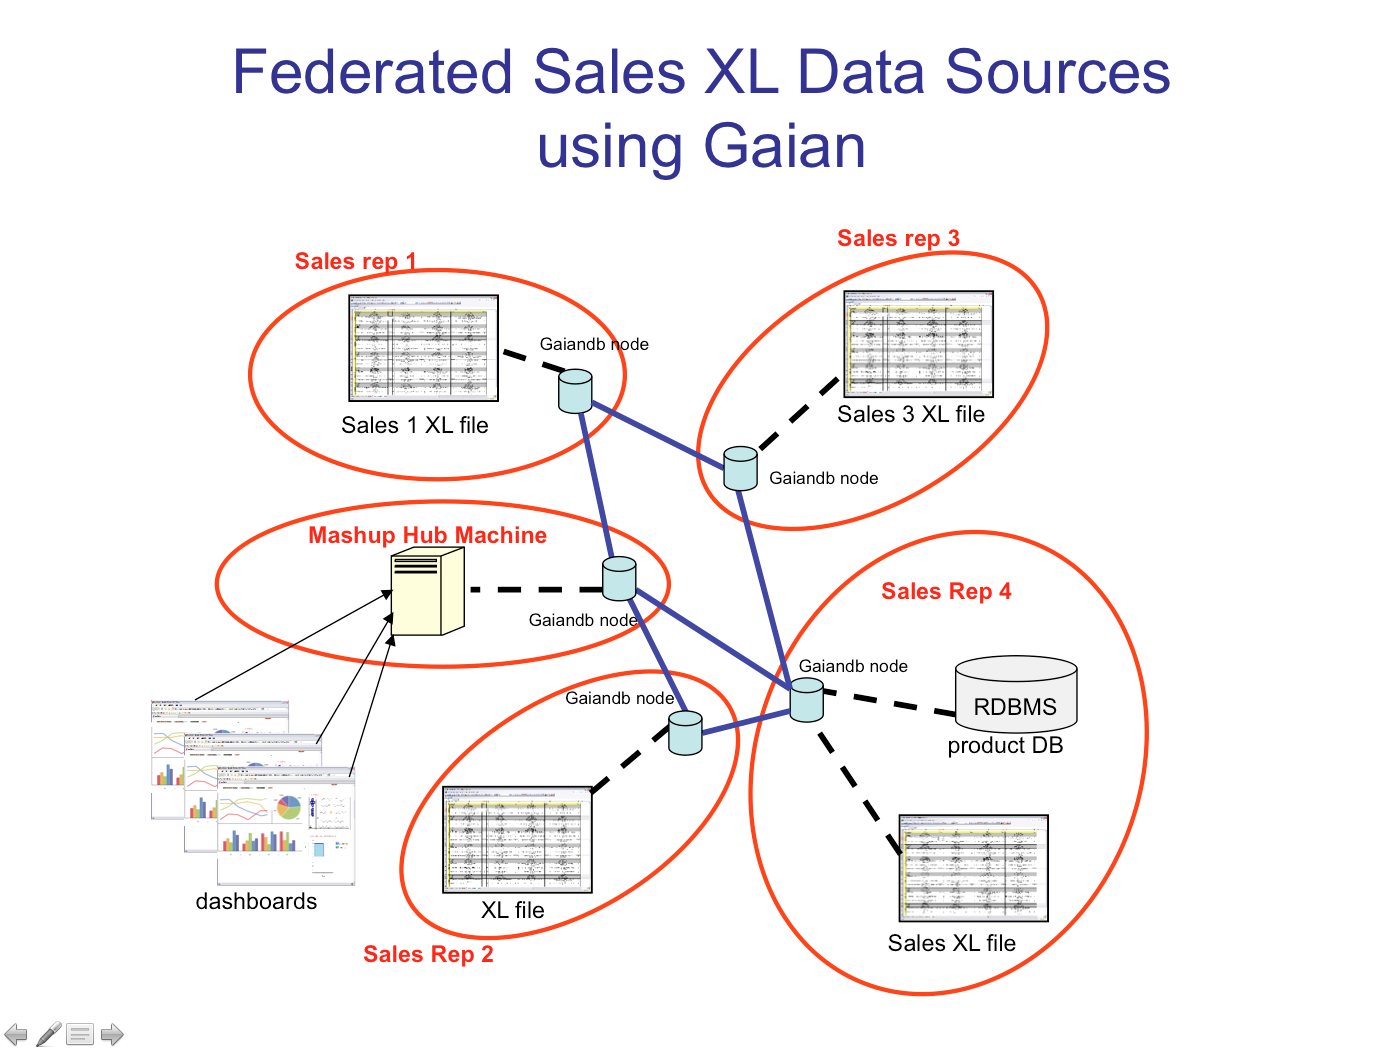 Federated Sales XL Data Sources
using Gaian
Sales rep 1
Sales rep 3
Gaiandb node
Sales 1 XL file
Sales 3 XL file
Gaiandb node
Mashup Hub Machine
Gaiandb node
Sales Rep 4
Gaiandb node
Gaiandb node
RDBMS
product DB
dashboards
XL file
Sales Rep 2
Sales XL file